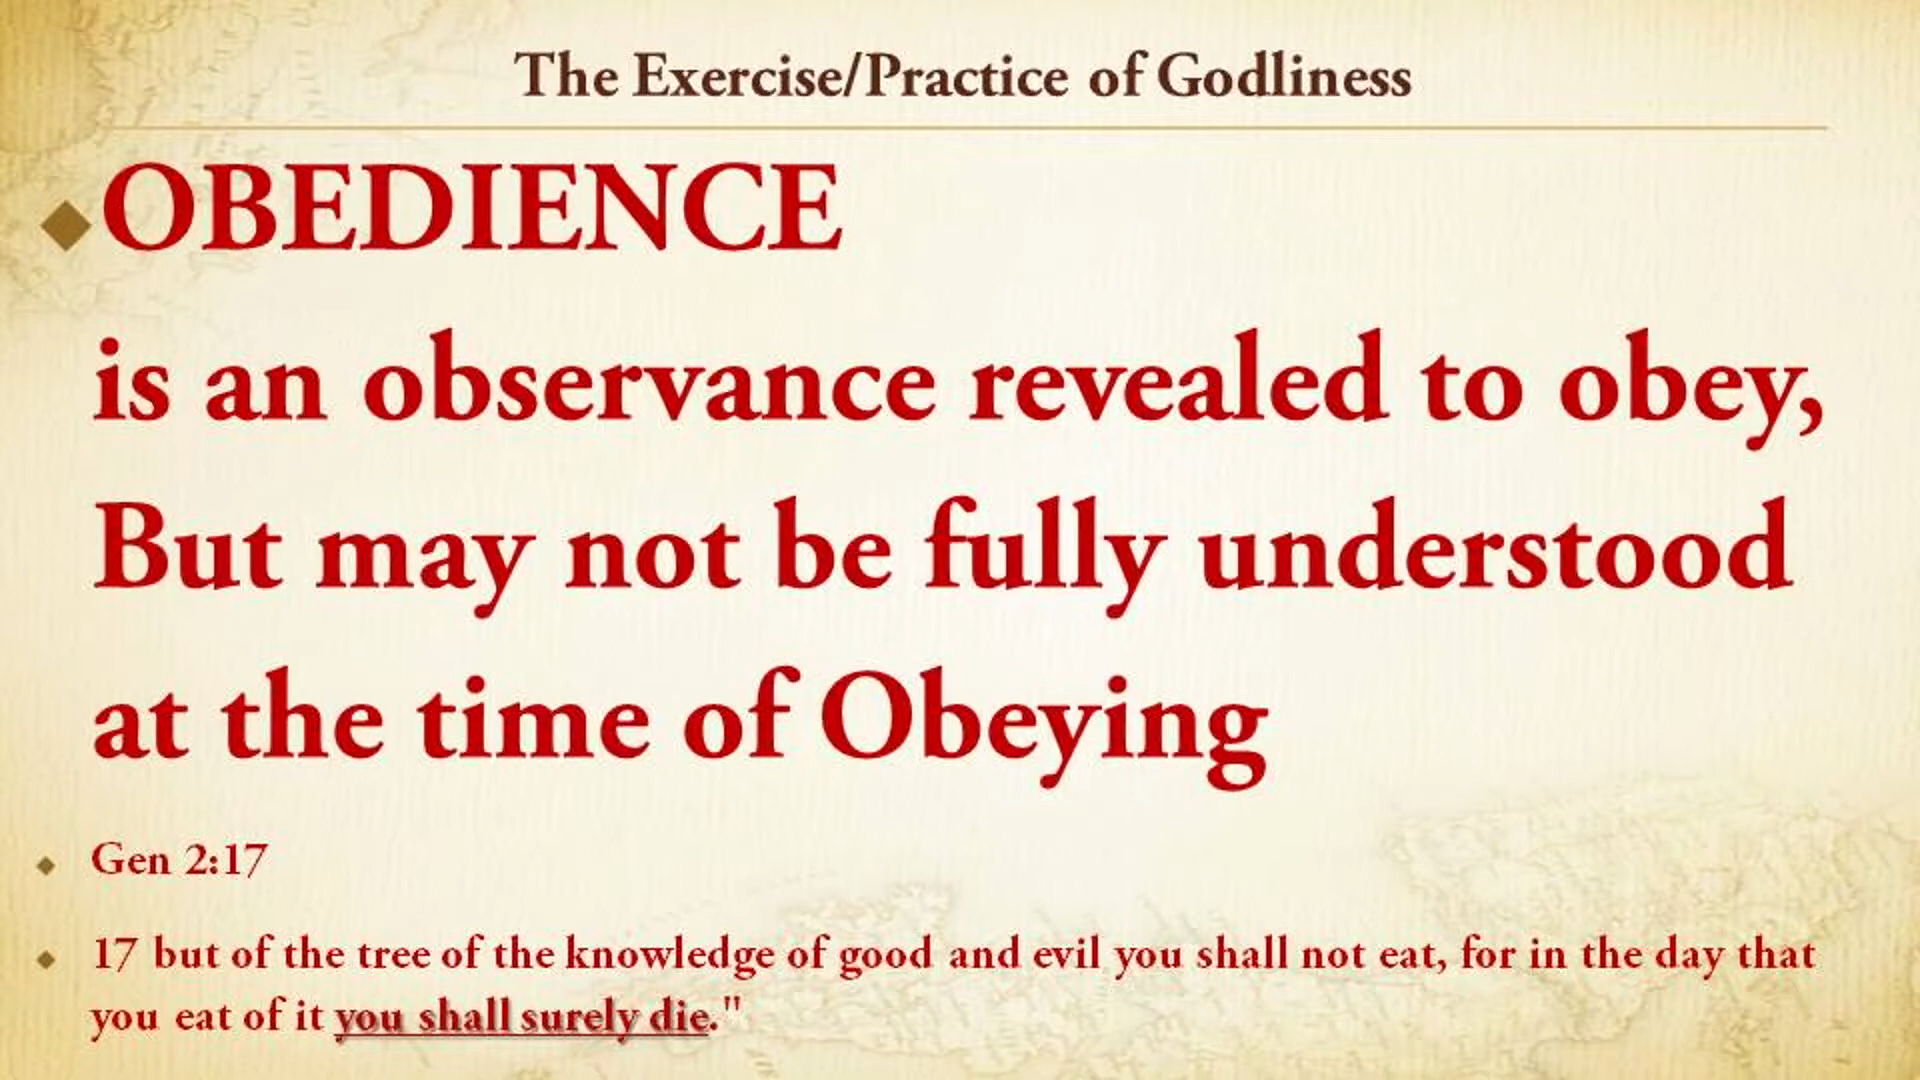 The Exercise/Practice of Godliness
OBEDIENCE
is an observance revealed to obey,
But may not be fully understood
at the time of Obeying
Gen 2:17
17 but of the tree of the knowledge of good and evil you shall not eat, for in the day that
you eat of it you shall surely die."